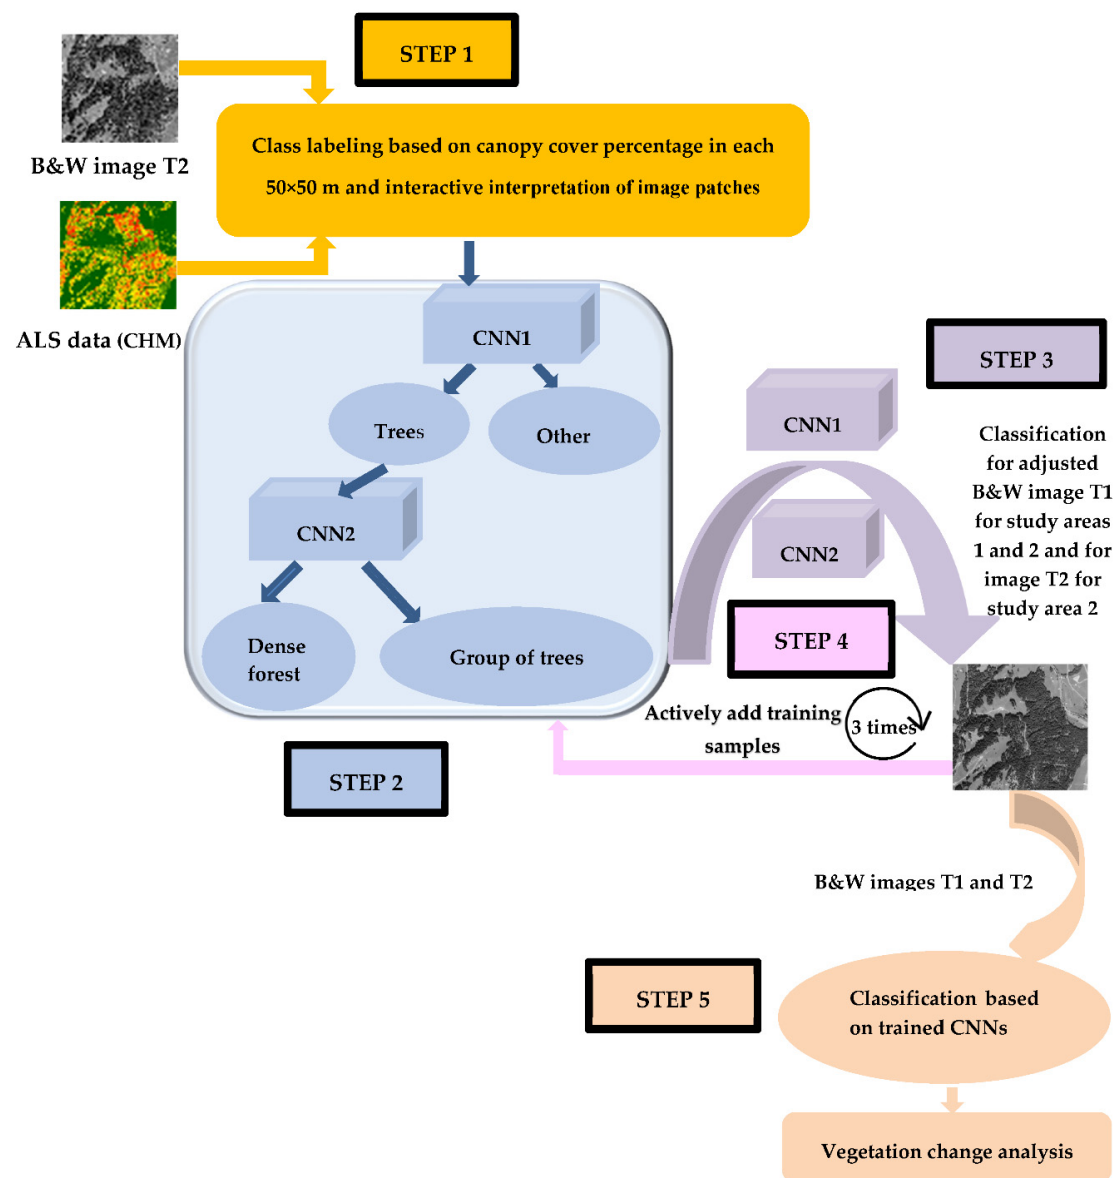 STEP 1
B&W image T2
Class labeling based on canopy cover percentage in each
50×50 m and interactive interpretation of image patches
ALS data (CHM)
CNN1
Trees
Other
CNN2
Dense
forest
Group of trees
STEP 2
STEP 3
CNN1
CNN2
Classification
for adjusted
B&W image T1
for study areas
1 and 2 and for
image T2 for
study area 2
STEP 4
Actively add training
samples
3 times
B&W images T1 and T2
STEP 5
Classification based
on trained CNNs
Vegetation change analysis